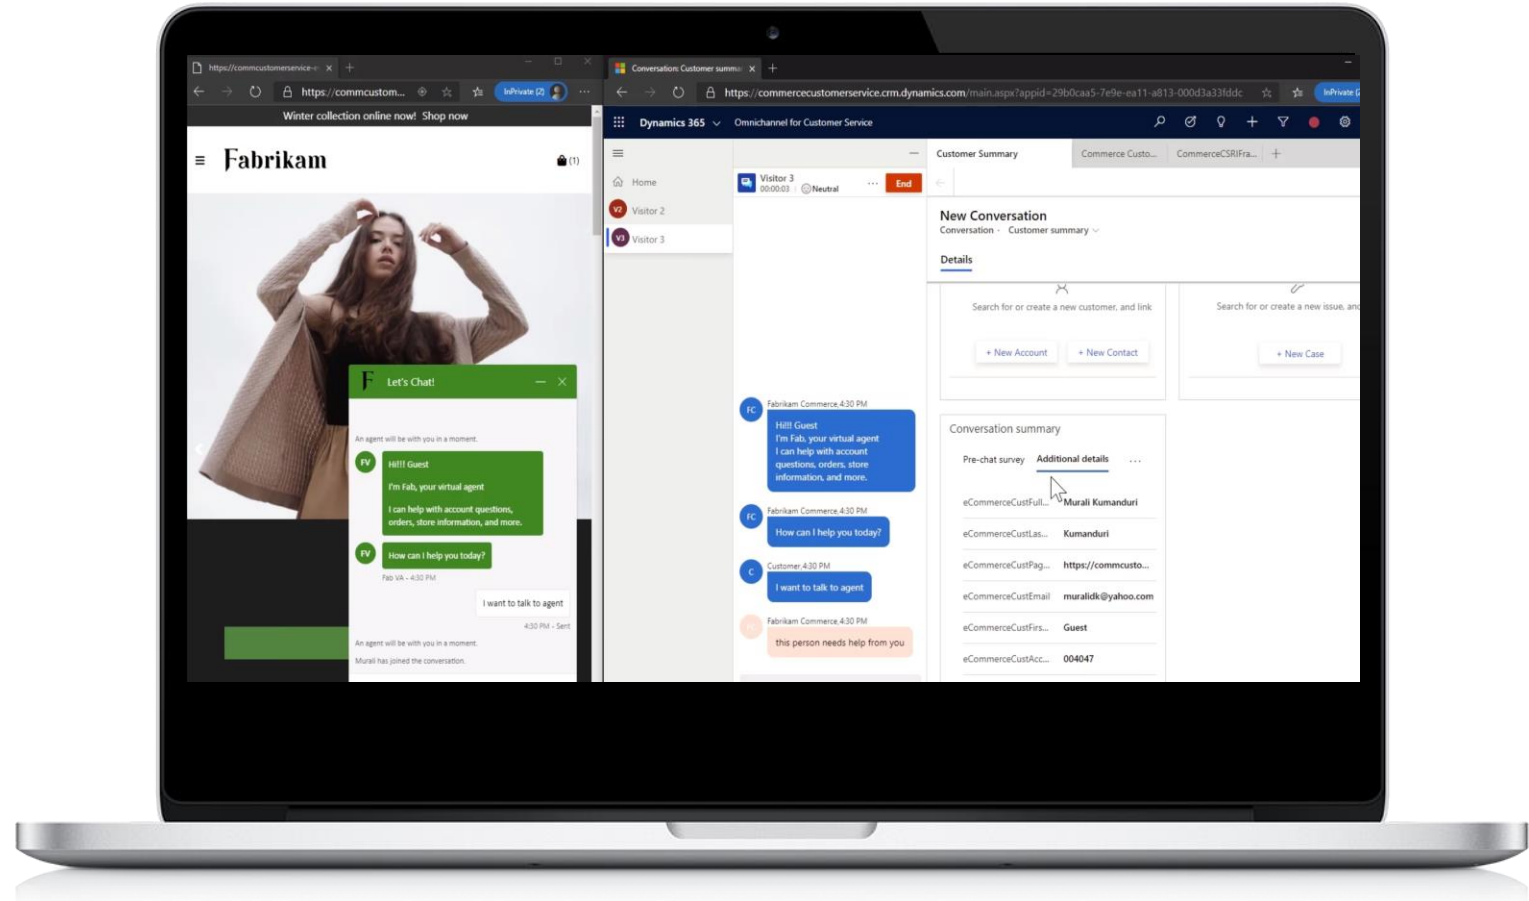 https://commcustomerservice-e
https://commcustom...
InPrivate (2)
Winter collection online now! Shop now
Fabrikam
(1)
F
Let's Chat!
An agent will be with you in a moment.
FV
Hi!!! Guest
I'm Fab, your virtual agent
I can help with account questions,
orders, store information, and more.
FV
How can I help you today?
Fab VA - 4:30 PM
I want to talk to agent
4:30 PM - Sent
An agent will be with you in a moment.
Murali has joined the conversation.
Conversation: Customer summa
https://commercecustomerservice.crm.dynamics.com/main.aspx?appid=29b0caa5-7e9e-ea11-a813-000d3a33fddc
InPrivate (2
Dynamics 365
Omnichannel for Customer Service
Home
V2 Visitor 2
V3 Visitor 3
Visitor 3
00:00:03
Neutral
End
Fabrikam Commerce, 4:30 PM
FC
Hi!!! Guest
I'm Fab, your virtual agent
I can help with account
questions, orders, store
information, and more.
Fabrikam Commerce, 4:30 PM
FC
How can I help you today?
Customer, 4:30 PM
C
I want to talk to agent
Fabrikam Commerce, 4:30 PM
FC
this person needs help from you
Customer Summary
Commerce Custo...
CommerceCSRIFra...
New Conversation
Conversation · Customer summary
Details
Search for or create a new customer, and link
+ New Account
+ New Contact
Search for or create a new issue, and
+ New Case
Conversation summary
Pre-chat survey
Additional details
...
eCommerceCustFull... Murali Kumanduri
eCommerceCustLas... Kumanduri
eCommerceCustPag... https://commcusto...
eCommerceCustEmail muralidk@yahoo.com
eCommerceCustFirs... Guest
eCommerceCustAcc... 004047